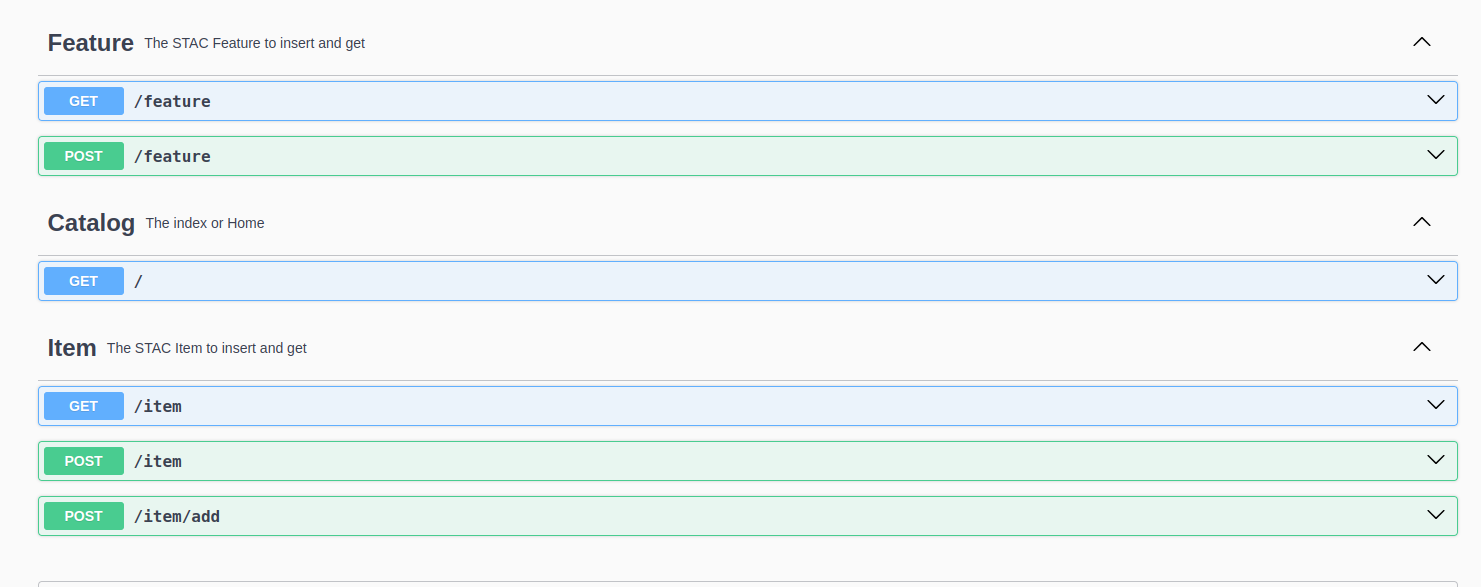 Feature The STAC Feature to insert and get
GET /feature
POST /feature
Catalog The index or Home
GET /
Item The STAC Item to insert and get
GET /item
POST /item
POST /item/add